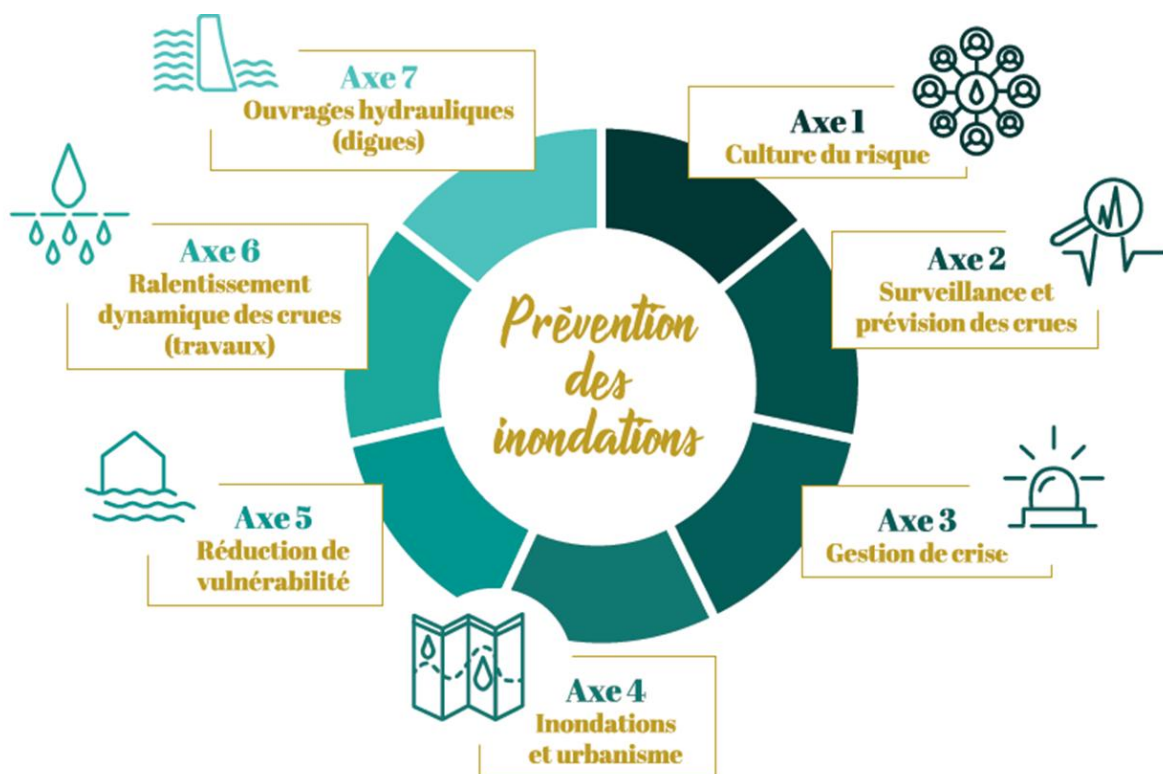 Prévention
des
inondations
Axe 1
Culture du risque
Axe 2
Surveillance et
prévision des crues
Axe 3
Gestion de crise
Axe 4
Inondations
et urbanisme
Axe 5
Réduction de
vulnérabilité
Axe 6
Ralentissement
dynamique des crues
(travaux)
Axe 7
Ouvrages hydrauliques
(digues)